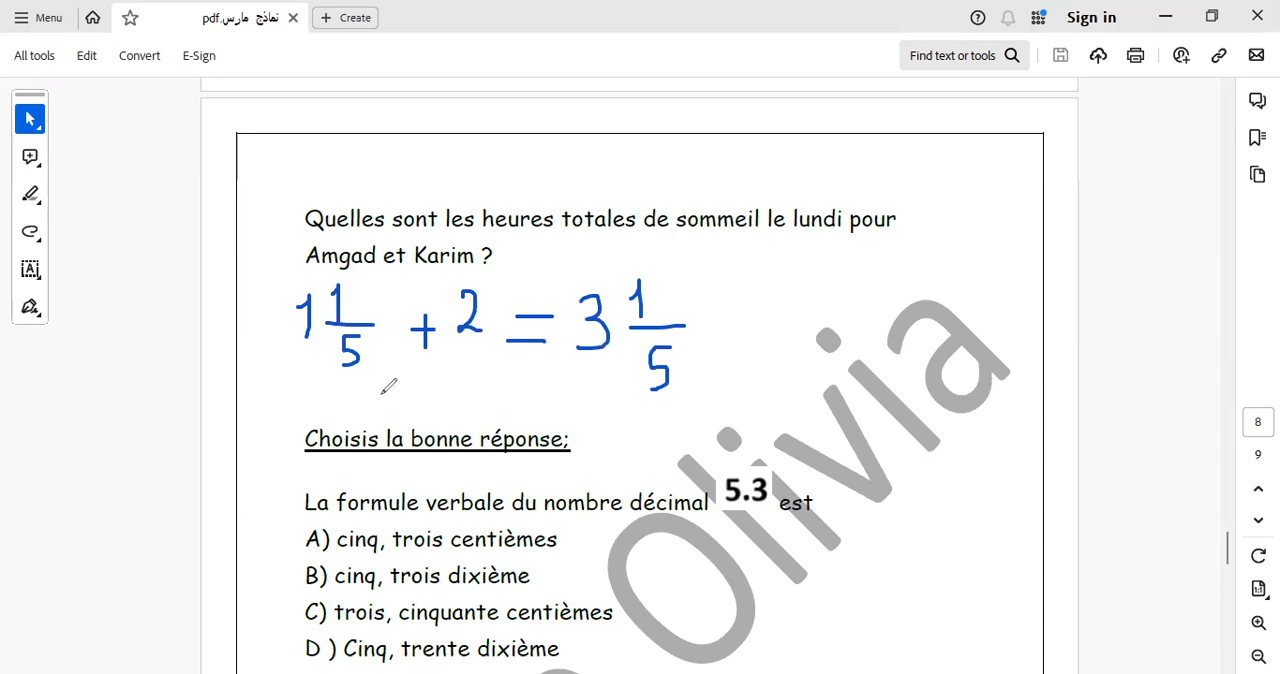 Menu
نماذج مارس.pdf
Create
Sign in
All tools Edit Convert E-Sign
Find text or tools
Quelles sont les heures totales de sommeil le lundi pour
Amgad et Karim ?
1 1/5 + 2 = 3 1/5
Choisis la bonne réponse;
La formule verbale du nombre décimal 5.3 est
A) cinq, trois centièmes
B) cinq, trois dixième
C) trois, cinquante centièmes
D ) Cinq, trente dixième
Olivia
8
9